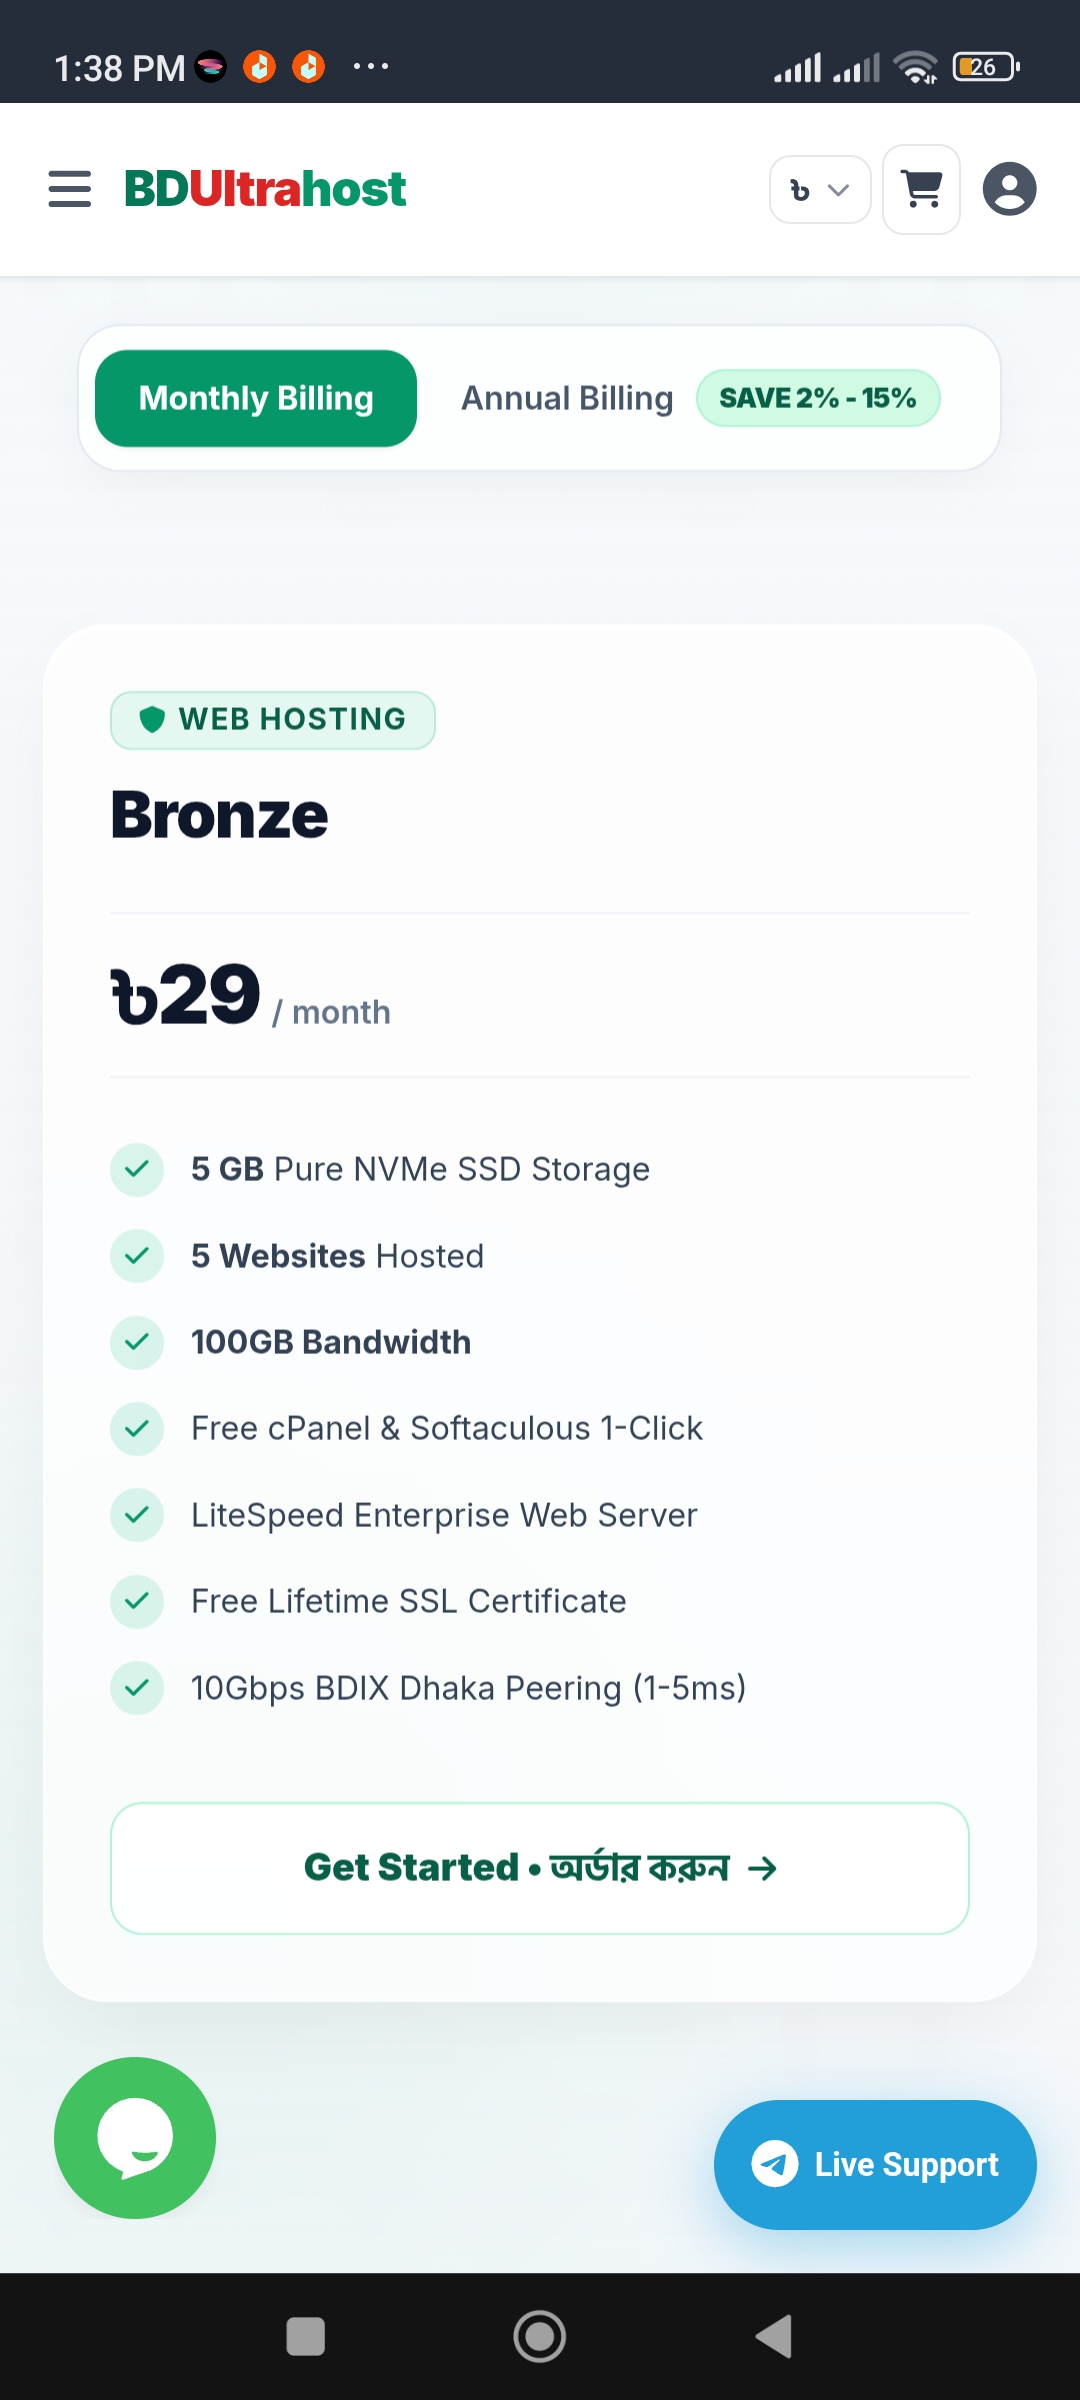 1:38 PM
26
BDUltrahost
৳
Monthly Billing
Annual Billing
SAVE 2% - 15%
WEB HOSTING
Bronze
৳29 / month
5 GB Pure NVMe SSD Storage
5 Websites Hosted
100GB Bandwidth
Free cPanel & Softaculous 1-Click
LiteSpeed Enterprise Web Server
Free Lifetime SSL Certificate
10Gbps BDIX Dhaka Peering (1-5ms)
Get Started • অর্ডার করুন →
Live Support